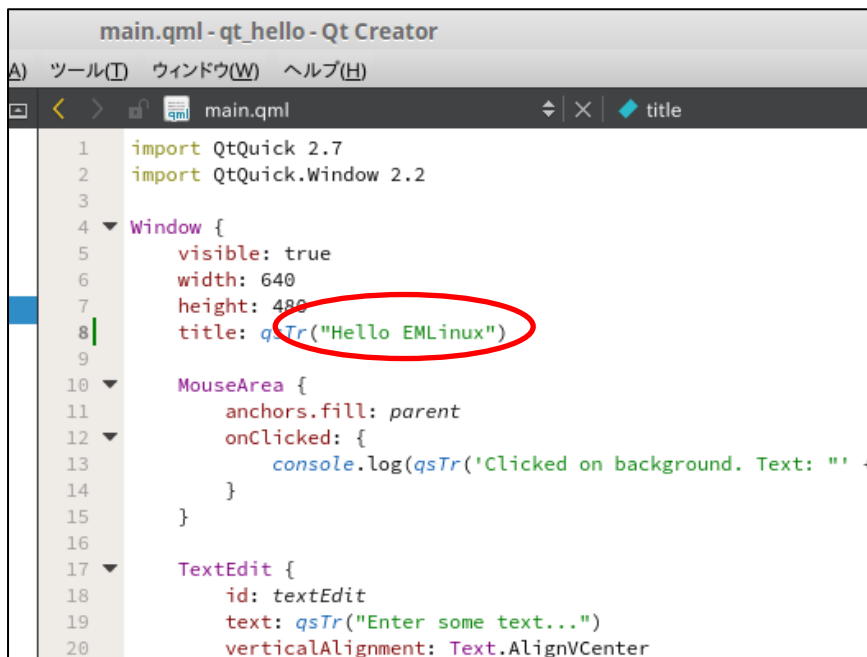 main.qml - qt_hello - Qt Creator
A) ツール(T) ウィンドウ(W) ヘルプ(H)
main.qml title
1 import QtQuick 2.7
2 import QtQuick.Window 2.2
3
4 Window {
5 visible: true
6 width: 640
7 height: 480
8 title: qsTr("Hello EMLinux")
9
10 MouseArea {
11 anchors.fill: parent
12 onClicked: {
13 console.log(qsTr('Clicked on background. Text: "'
14 }
15 }
16
17 TextEdit {
18 id: textEdit
19 text: qsTr("Enter some text...")
20 verticalAlignment: Text.AlignVCenter